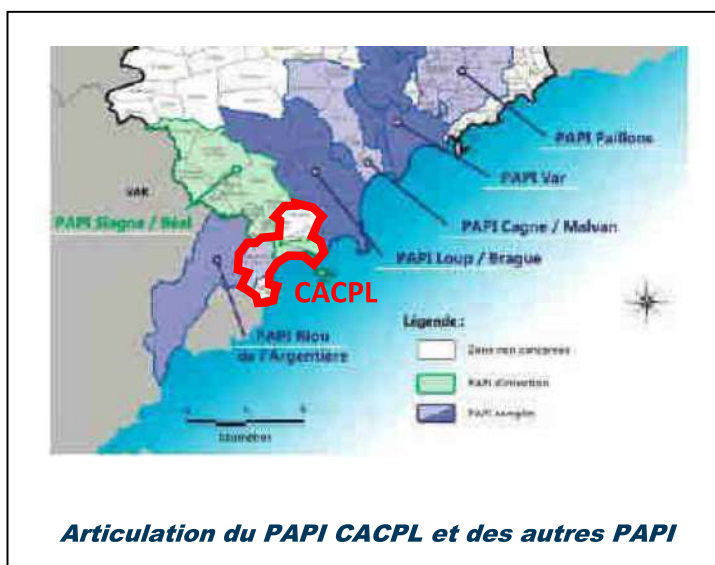 PAPI Paillons
PAPI Var
VAR
PAPI Siagne / Béal
PAPI Cagne / Malvan
PAPI Loup / Brague
CACPL
PAPI Riou
de l'Argentière
Légende :
Zone non concernée
PAPI d'intention
PAPI complet
kilomètres
Articulation du PAPI CACPL et des autres PAPI